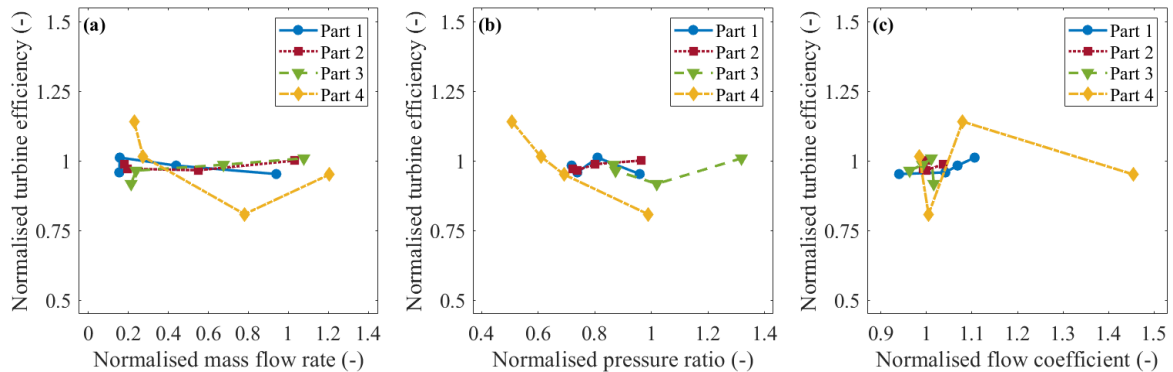 (a)
Part 1
Part 2
Part 3
Part 4
1.5
1.25
1
0.75
0.5
Normalised turbine efficiency (-)
0 0.2 0.4 0.6 0.8 1 1.2 1.4
Normalised mass flow rate (-)
(b)
Part 1
Part 2
Part 3
Part 4
1.5
1.25
1
0.75
0.5
Normalised turbine efficiency (-)
0.4 0.6 0.8 1 1.2 1.4
Normalised pressure ratio (-)
(c)
Part 1
Part 2
Part 3
Part 4
1.5
1.25
1
0.75
0.5
Normalised turbine efficiency (-)
0.9 1 1.1 1.2 1.3 1.4 1.5
Normalised flow coefficient (-)